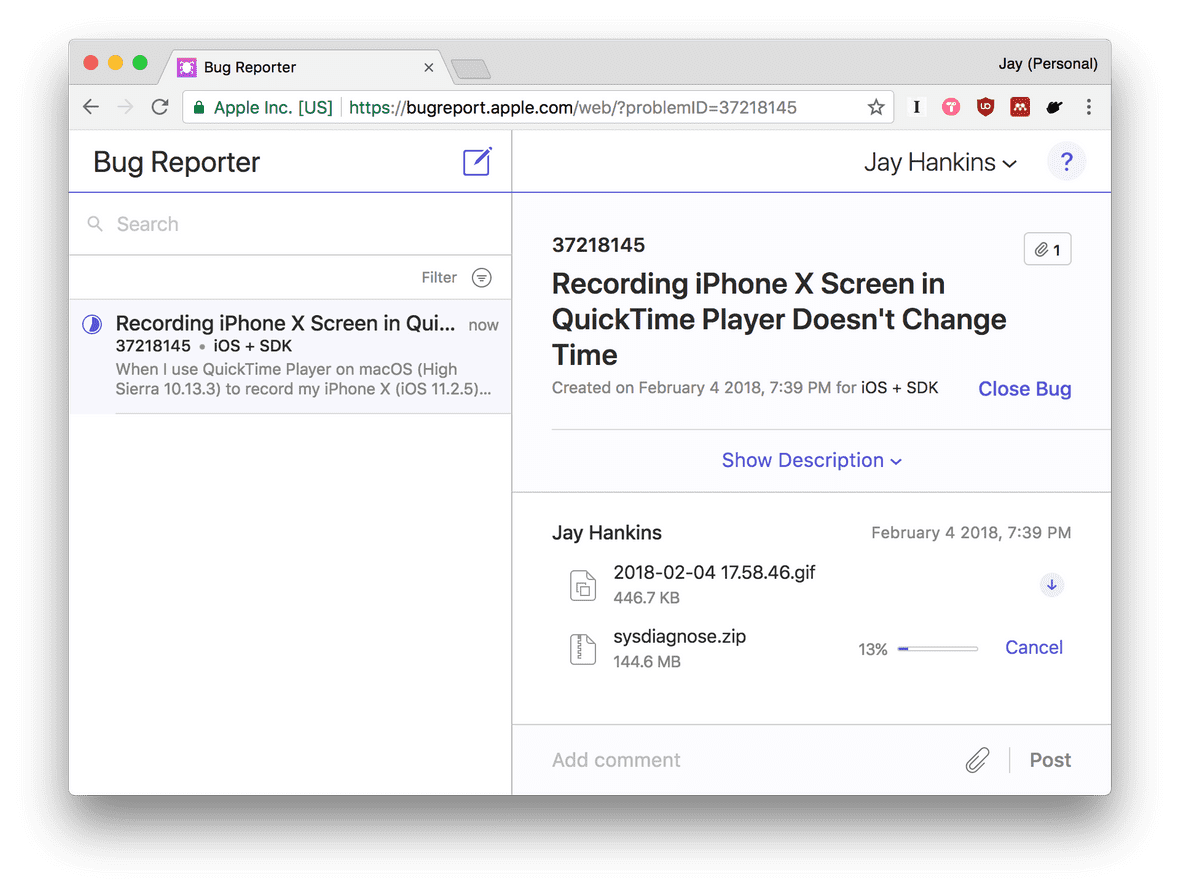 Bug Reporter
Jay (Personal)
Apple Inc. [US] https://bugreport.apple.com/web/?problemID=37218145
Bug Reporter
Jay Hankins
?
Search
Filter
Recording iPhone X Screen in Qui... now
37218145 • iOS + SDK
When I use QuickTime Player on macOS (High
Sierra 10.13.3) to record my iPhone X (iOS 11.2.5)...
37218145
1
Recording iPhone X Screen in
QuickTime Player Doesn't Change
Time
Created on February 4 2018, 7:39 PM for iOS + SDK
Close Bug
Show Description
Jay Hankins
February 4 2018, 7:39 PM
2018-02-04 17.58.46.gif
446.7 KB
sysdiagnose.zip
144.6 MB
13%
Cancel
Add comment
Post